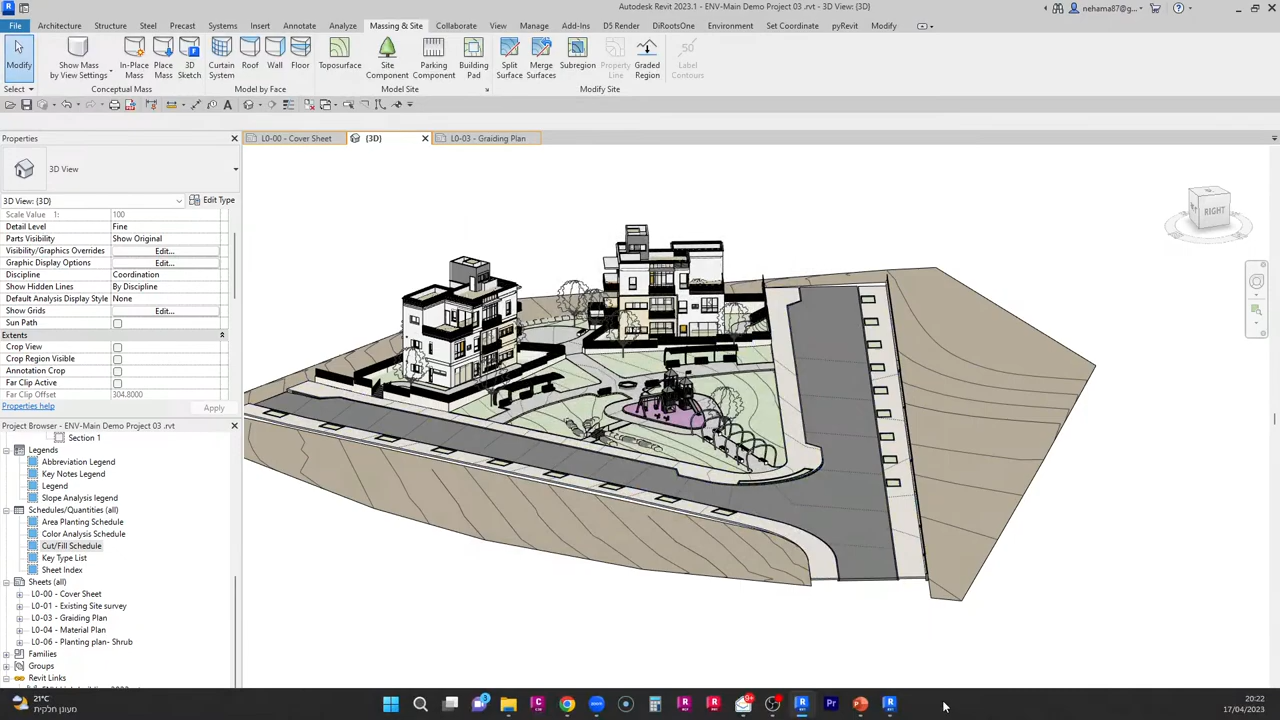 Autodesk Revit 2023.1 - ENV-Main Demo Project 03 .rvt - 3D View: {3D}
nehama87@g...
File Architecture Structure Steel Precast Systems Insert Annotate Analyze Massing & Site Collaborate View Manage Add-Ins D5 Render DiRootsOne Environment Set Coordinate pyRevit Modify
Modify
Show Mass by View Settings
In-Place Mass
Place Mass
3D Sketch
Curtain System
Roof
Wall
Floor
Toposurface
Site Component
Parking Component
Building Pad
Split Surface
Merge Surfaces
Subregion
Property Line
Graded Region
50
Label Contours
Select
Conceptual Mass
Model by Face
Model Site
Modify Site
Properties
L0-00 - Cover Sheet
{3D}
L0-03 - Graiding Plan
3D View
3D View: {3D}
Edit Type
Scale Value 1: 100
Detail Level Fine
Parts Visibility Show Original
Visibility/Graphics Overrides Edit...
Graphic Display Options Edit...
Discipline Coordination
Show Hidden Lines By Discipline
Default Analysis Display Style None
Show Grids Edit...
Sun Path
Extents
Crop View
Crop Region Visible
Annotation Crop
Far Clip Active
Far Clip Offset 304.8000
Properties help
Apply
RIGHT
Project Browser - ENV-Main Demo Project 03 .rvt
Section 1
Legends
Abbreviation Legend
Key Notes Legend
Legend
Slope Analysis legend
Schedules/Quantities (all)
Area Planting Schedule
Color Analysis Schedule
Cut/Fill Schedule
Key Type List
Sheet Index
Sheets (all)
L0-00 - Cover Sheet
L0-01 - Existing Site survey
L0-03 - Graiding Plan
L0-04 - Material Plan
L0-06 - Planting plan- Shrub
Families
Groups
Revit Links
21°C
מעונן חלקית
20:22
17/04/2023